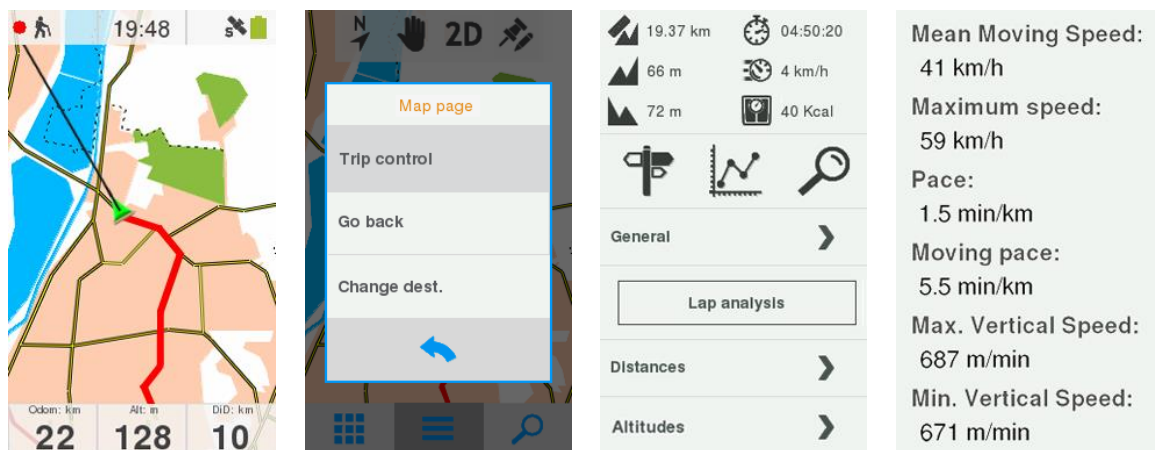 19:48
S
Odom: km
Alt: m
DiD: km
22
128
10
N
2D
Map page
Trip control
Go back
Change dest.
19.37 km
04:50:20
66 m
4 km/h
72 m
40 Kcal
General
Lap analysis
Distances
Altitudes
Mean Moving Speed:
41 km/h
Maximum speed:
59 km/h
Pace:
1.5 min/km
Moving pace:
5.5 min/km
Max. Vertical Speed:
687 m/min
Min. Vertical Speed:
671 m/min